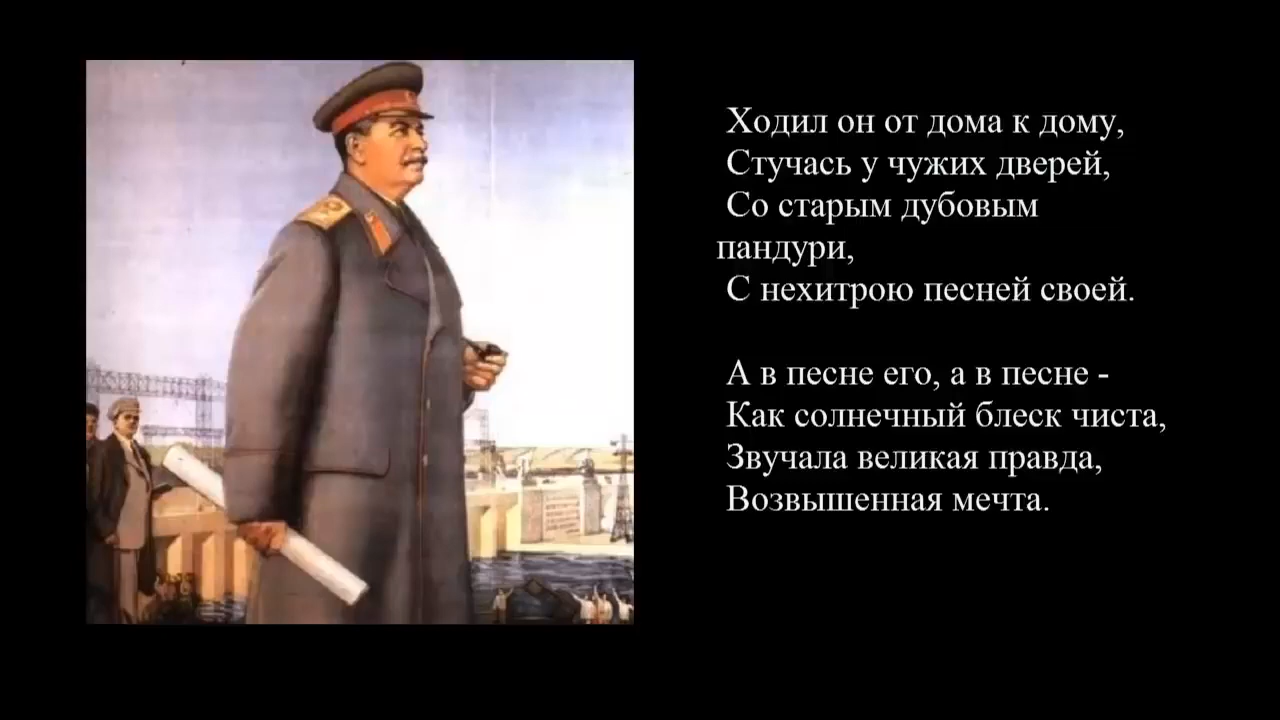 Ходил он от дома к дому,
Стучась у чужих дверей,
Со старым дубовым
пандури,
С нехитрою песней своей.
А в песне его, а в песне -
Как солнечный блеск чиста,
Звучала великая правда,
Возвышенная мечта.